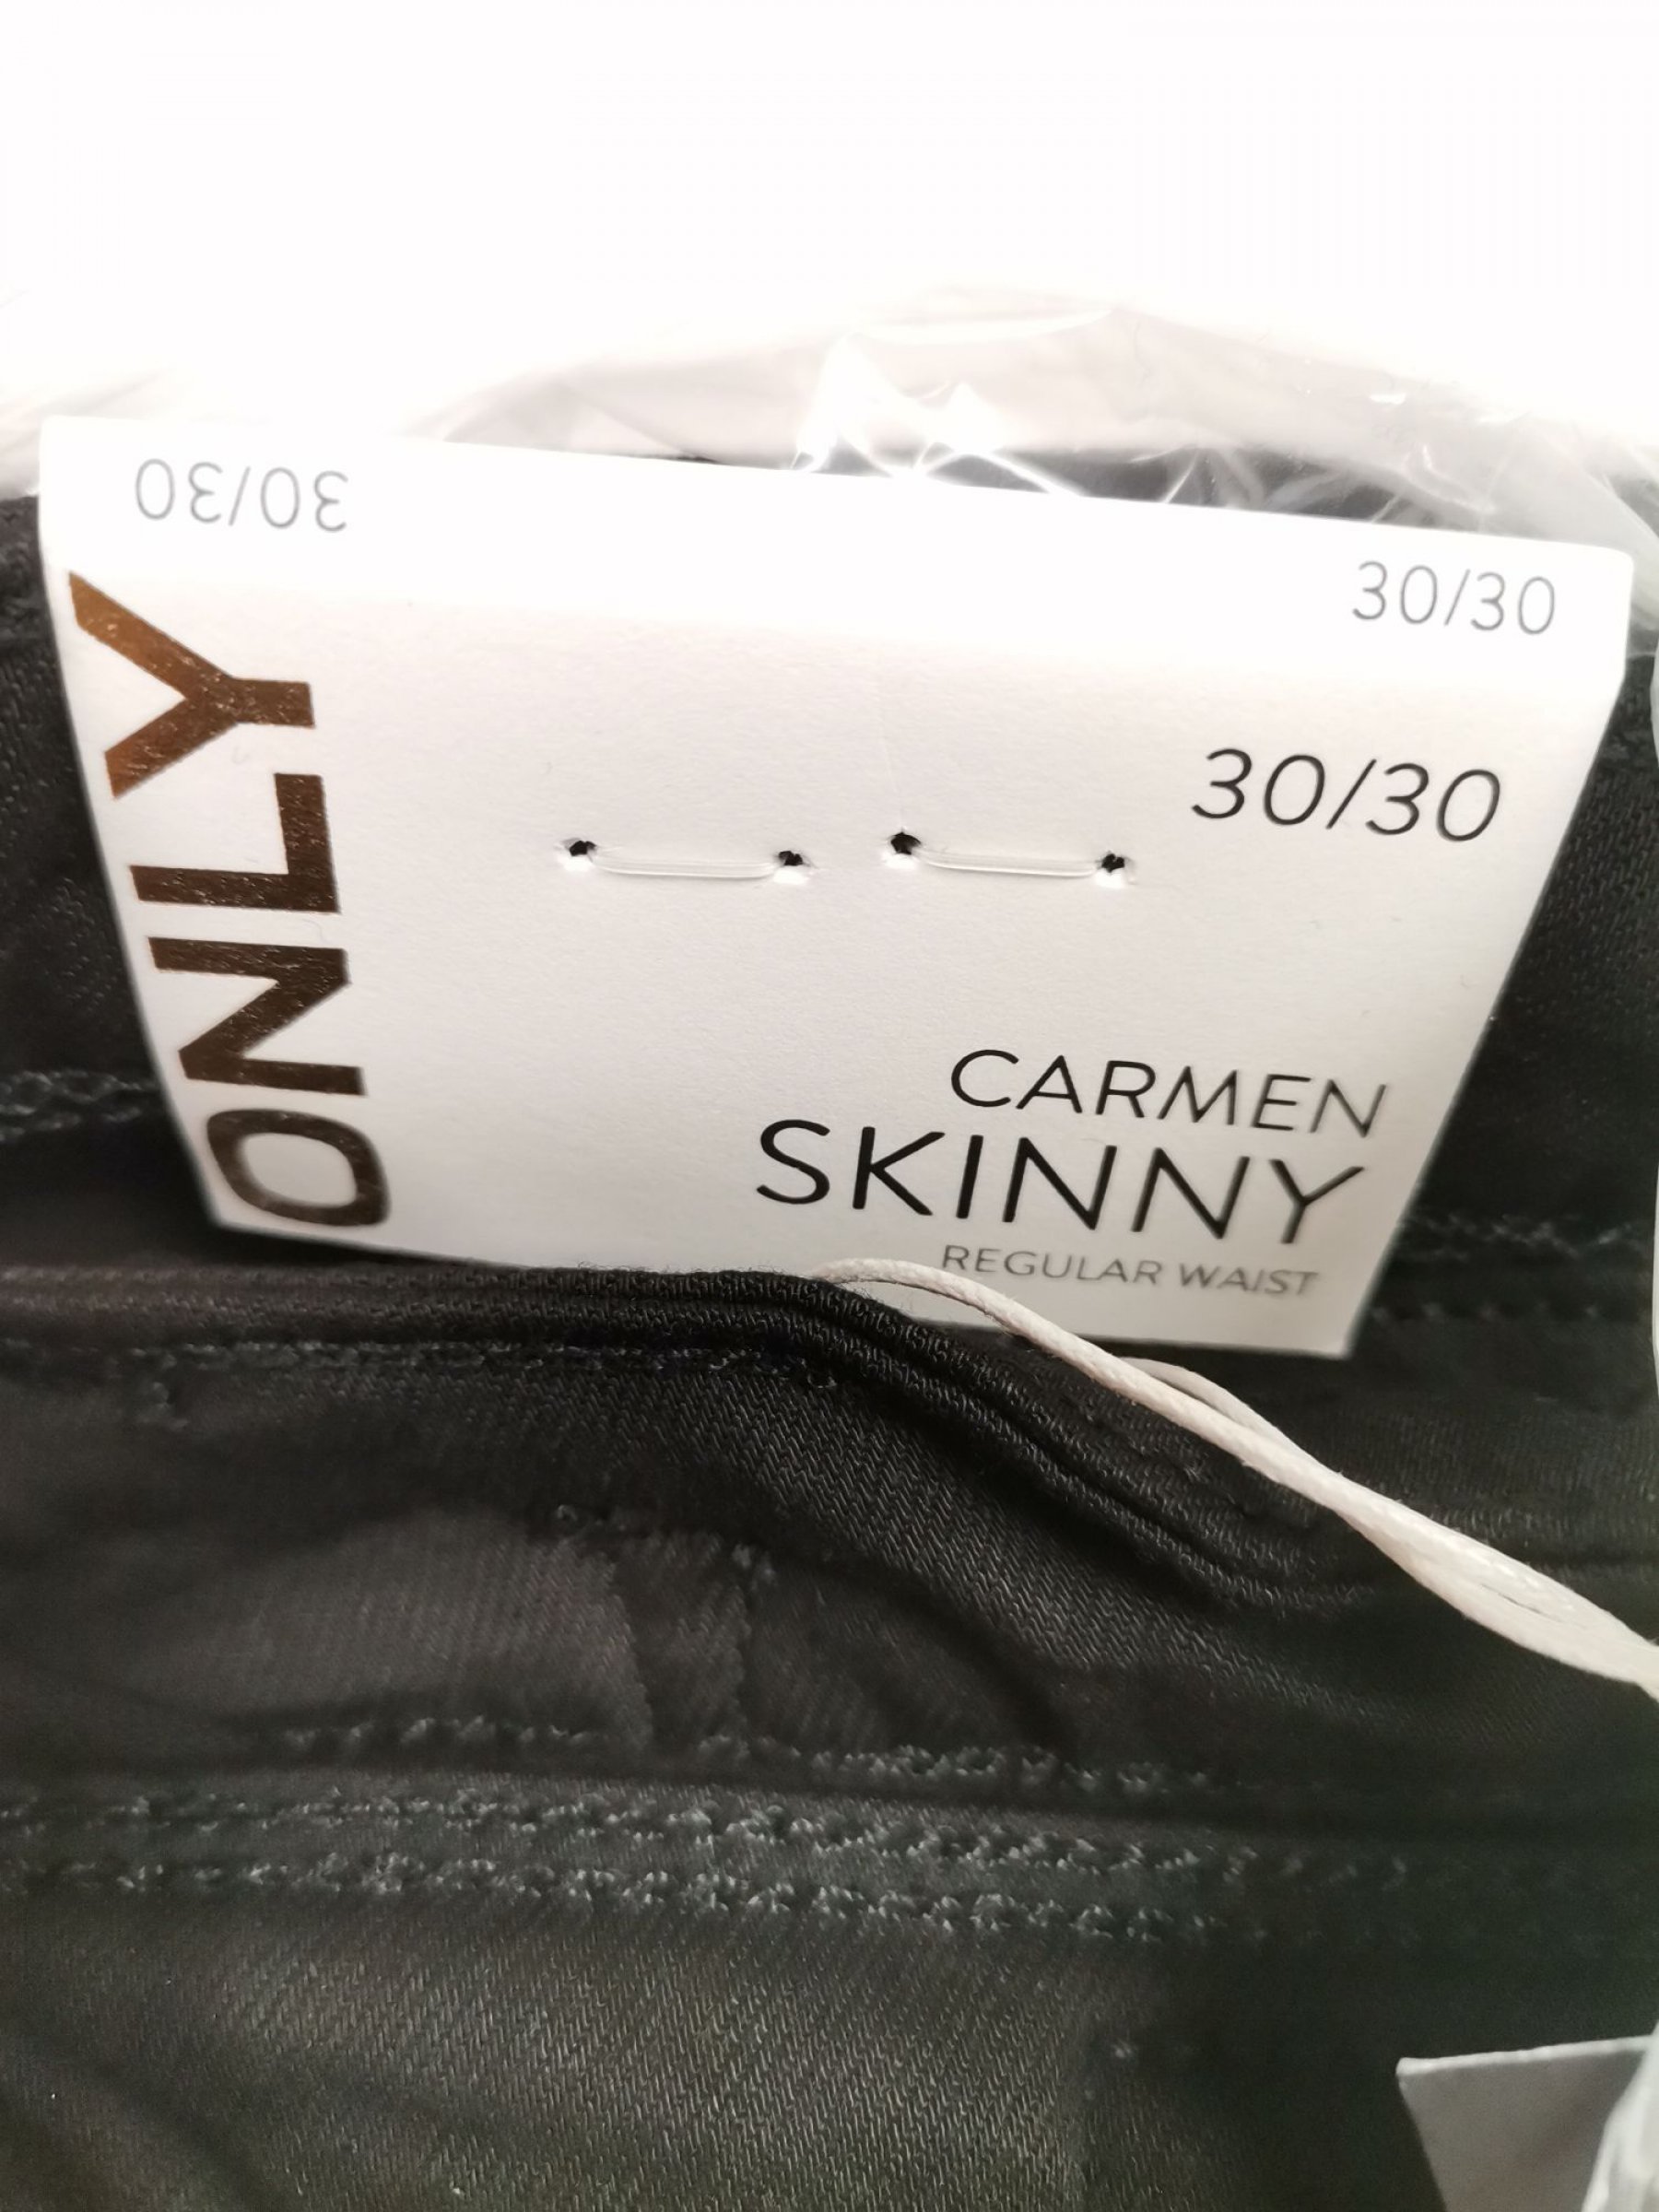 30/30
30/30
ONLY
30/30
CARMEN
SKINNY
REGULAR WAIST